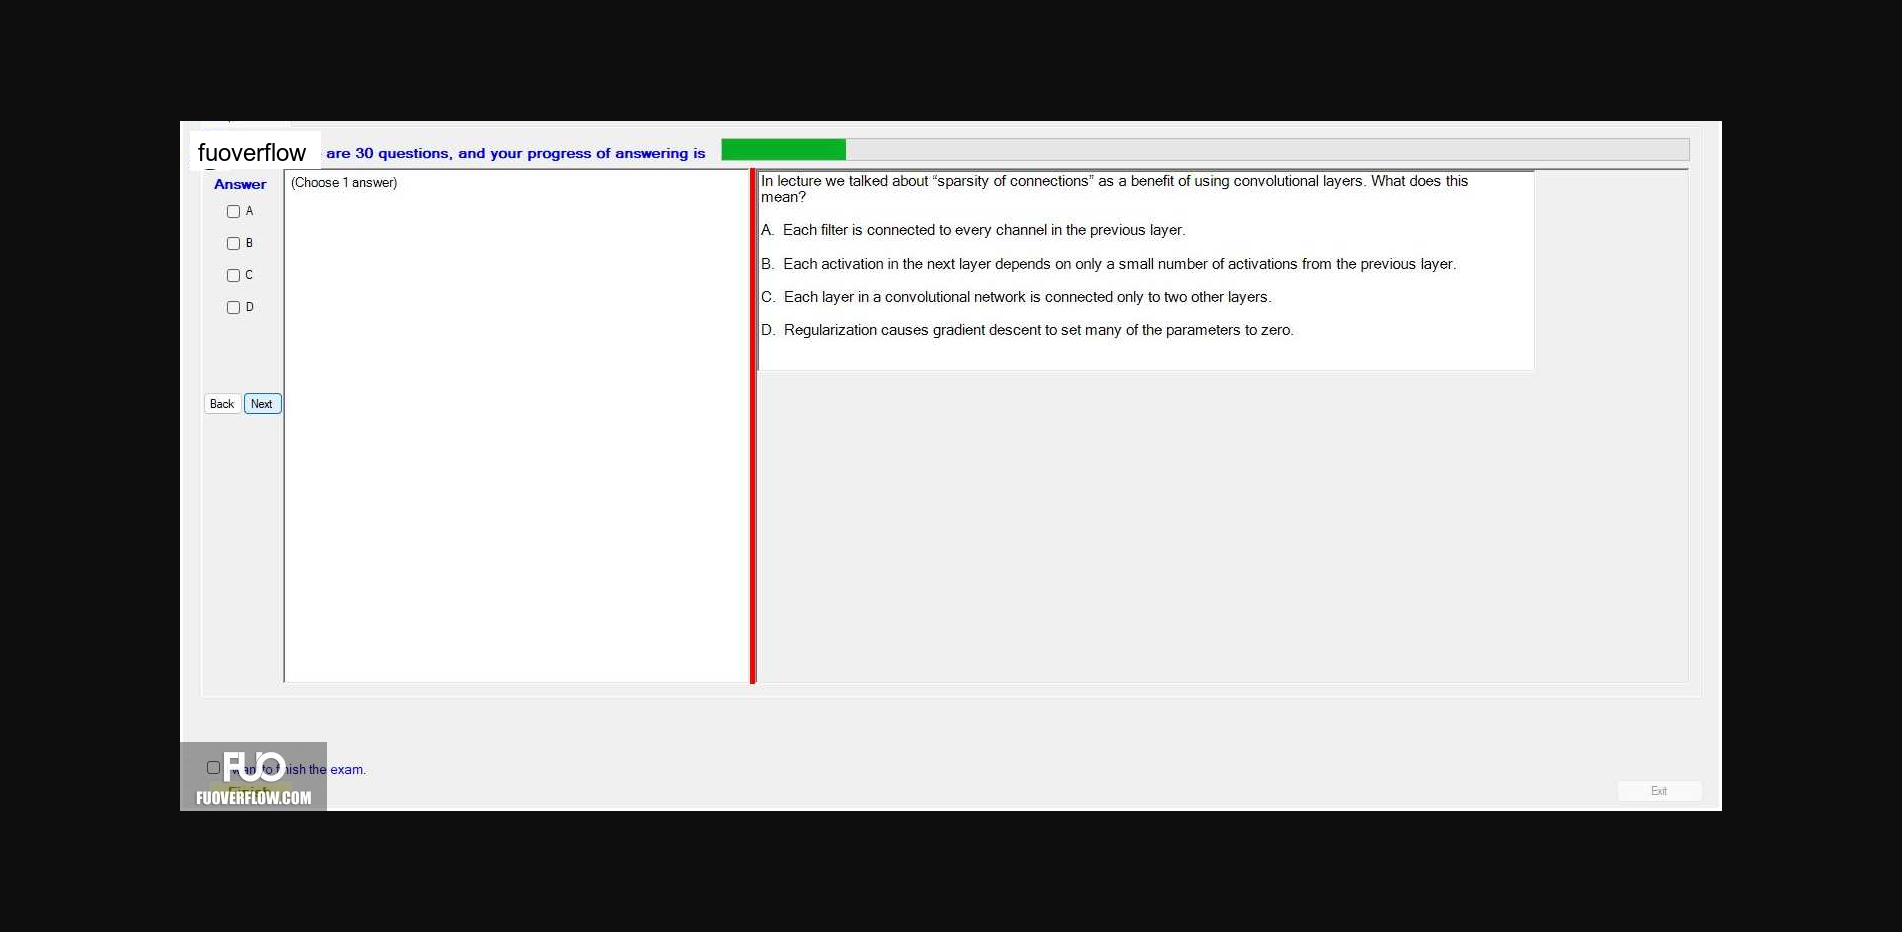 fuoverflow are 30 questions, and your progress of answering is
Answer
A
B
C
D
Back Next
(Choose 1 answer)
In lecture we talked about “sparsity of connections” as a benefit of using convolutional layers. What does this
mean?
A. Each filter is connected to every channel in the previous layer.
B. Each activation in the next layer depends on only a small number of activations from the previous layer.
C. Each layer in a convolutional network is connected only to two other layers.
D. Regularization causes gradient descent to set many of the parameters to zero.
FUO
want to finish the exam.
Finish
FUOVERFLOW.COM
Exit